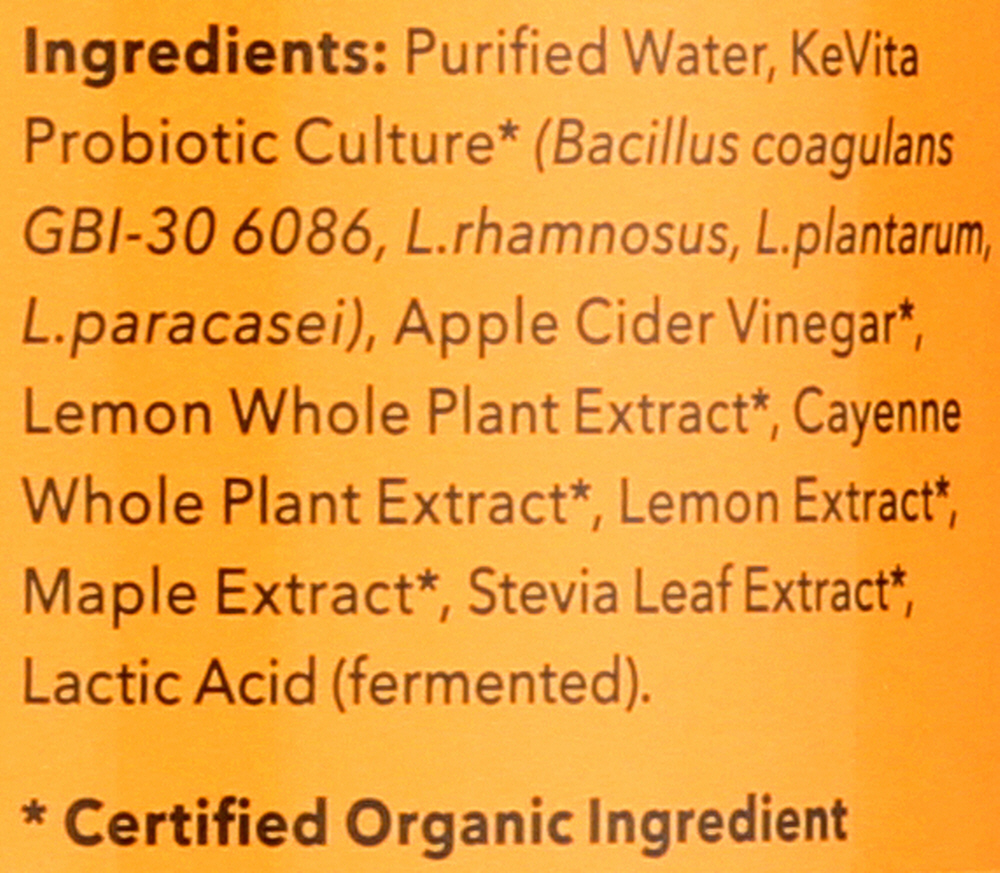 Ingredients: Purified Water, KeVita
Probiotic Culture* (Bacillus coagulans
GBI-30 6086, L.rhamnosus, L.plantarum,
L.paracasei), Apple Cider Vinegar*,
Lemon Whole Plant Extract*, Cayenne
Whole Plant Extract*, Lemon Extract*,
Maple Extract*, Stevia Leaf Extract*,
Lactic Acid (fermented).
* Certified Organic Ingredient